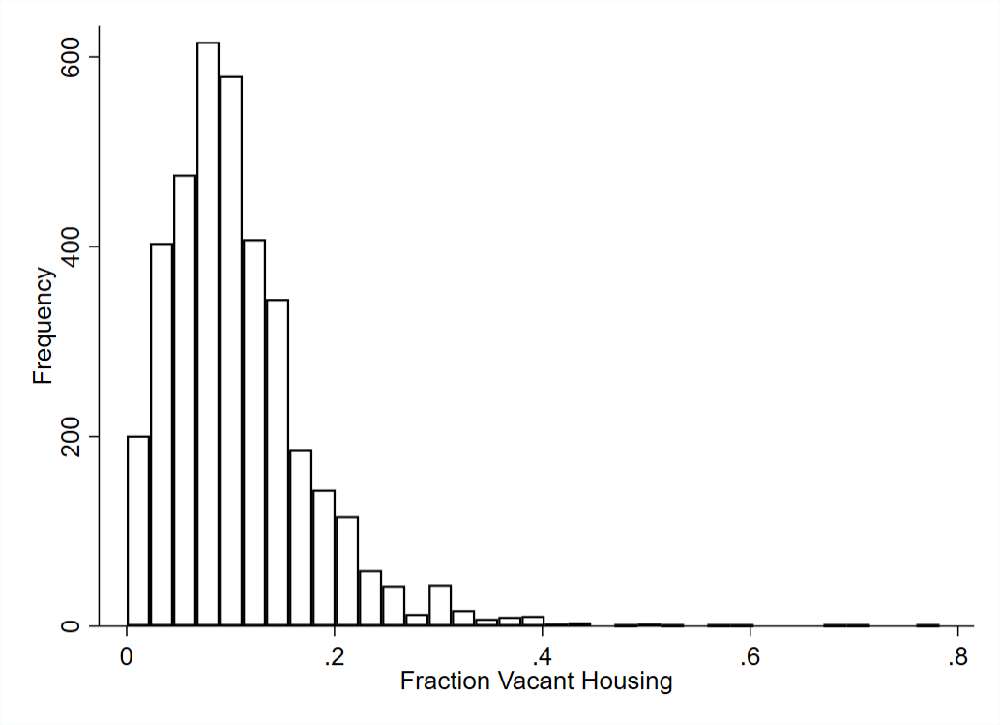 600
400
200
0
Frequency
0 .2 .4 .6 .8
Fraction Vacant Housing